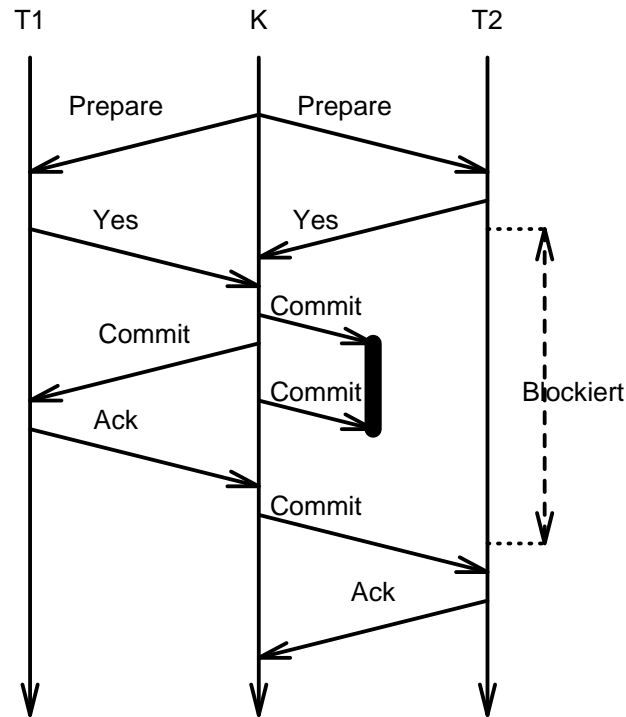 T1 K T2
Prepare Prepare
Yes Yes
Commit
Commit
Commit Blockiert
Ack
Commit
Ack